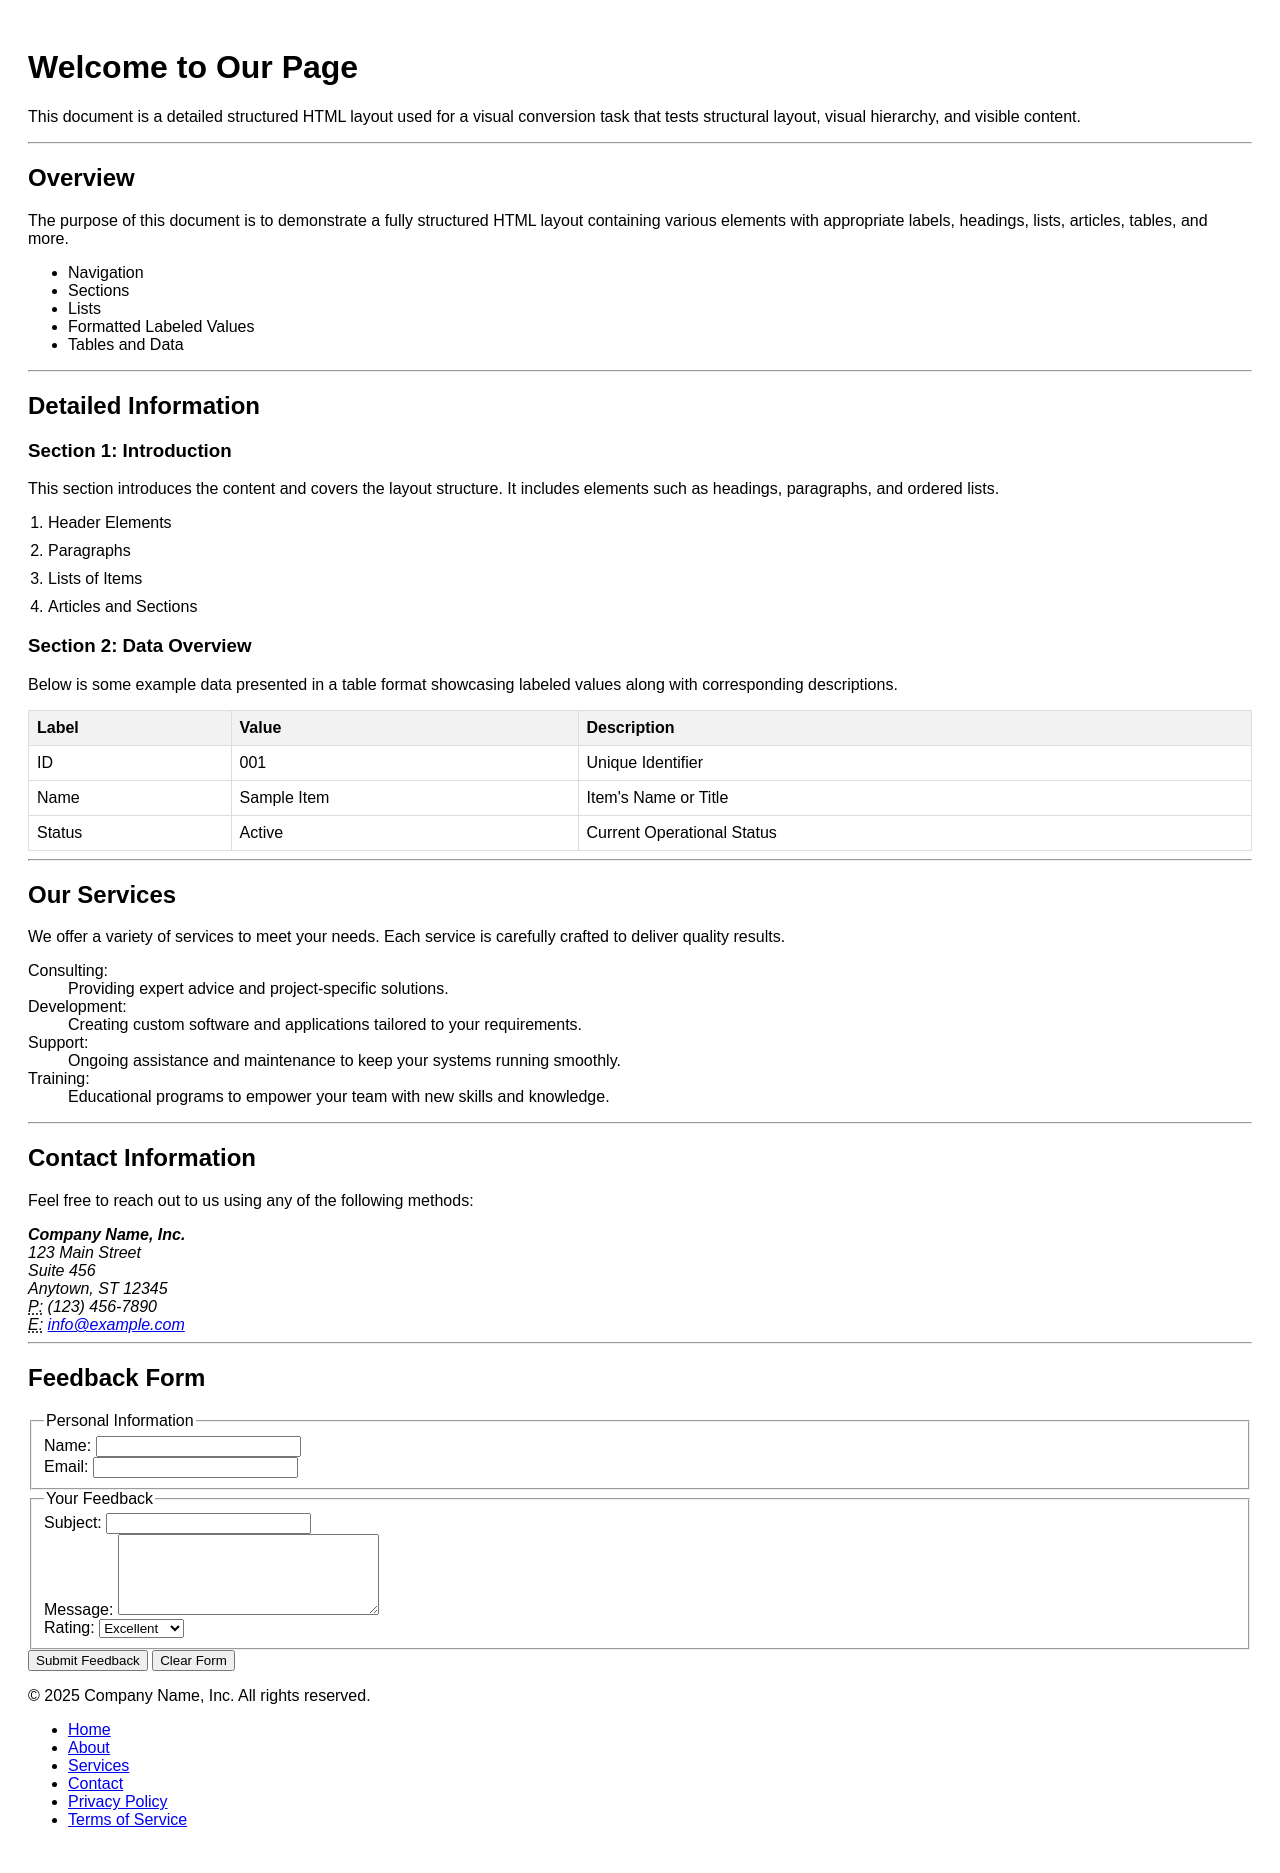 Welcome to Our Page
This document is a detailed structured HTML layout used for a visual conversion task that tests structural layout, visual hierarchy, and visible content.
Overview
The purpose of this document is to demonstrate a fully structured HTML layout containing various elements with appropriate labels, headings, lists, articles, tables, and
more.
• Navigation
• Sections
• Lists
• Formatted Labeled Values
• Tables and Data
Detailed Information
Section 1: Introduction
This section introduces the content and covers the layout structure. It includes elements such as headings, paragraphs, and ordered lists.
1. Header Elements
2. Paragraphs
3. Lists of Items
4. Articles and Sections
Section 2: Data Overview
Below is some example data presented in a table format showcasing labeled values along with corresponding descriptions.
Label Value Description
ID 001 Unique Identifier
Name Sample Item Item's Name or Title
Status Active Current Operational Status
Our Services
We offer a variety of services to meet your needs. Each service is carefully crafted to deliver quality results.
Consulting:
Providing expert advice and project-specific solutions.
Development:
Creating custom software and applications tailored to your requirements.
Support:
Ongoing assistance and maintenance to keep your systems running smoothly.
Training:
Educational programs to empower your team with new skills and knowledge.
Contact Information
Feel free to reach out to us using any of the following methods:
Company Name, Inc.
123 Main Street
Suite 456
Anytown, ST 12345
P: (123) 456-7890
E: info@example.com
Feedback Form
Personal Information
Name:
Email:
Your Feedback
Subject:
Message:
Rating: Excellent
Submit Feedback Clear Form
© 2025 Company Name, Inc. All rights reserved.
• Home
• About
• Services
• Contact
• Privacy Policy
• Terms of Service